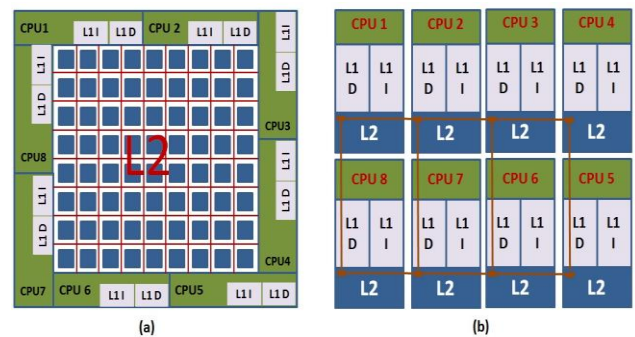 CPU1 L1 I L1 D CPU 2 L1 I L1 D
L1 I
L1 D
CPU3
L1 I
L1 D
CPU8
L2
L1 I
L1 D
CPU4
L1 I
L1 D
CPU7
CPU 6 L1 I L1 D CPU5 L1 I L1 D
(a)
CPU 1 CPU 2 CPU 3 CPU 4
L1 L1 L1 L1 L1 L1 L1 L1
D I D I D I D I
L2 L2 L2 L2
CPU 8 CPU 7 CPU 6 CPU 5
L1 L1 L1 L1 L1 L1 L1 L1
D I D I D I D I
L2 L2 L2 L2
(b)